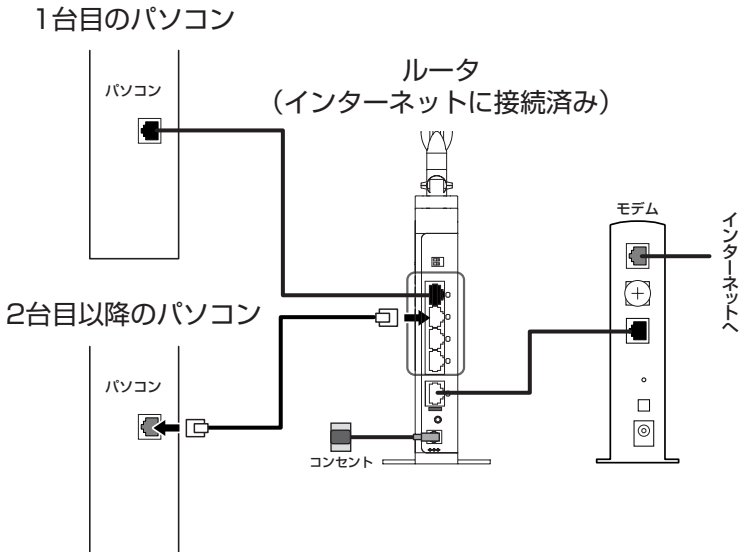 1台目のパソコン
パソコン
ルータ
（インターネットに接続済み）
モデム
インターネットへ
2台目以降のパソコン
パソコン
コンセント